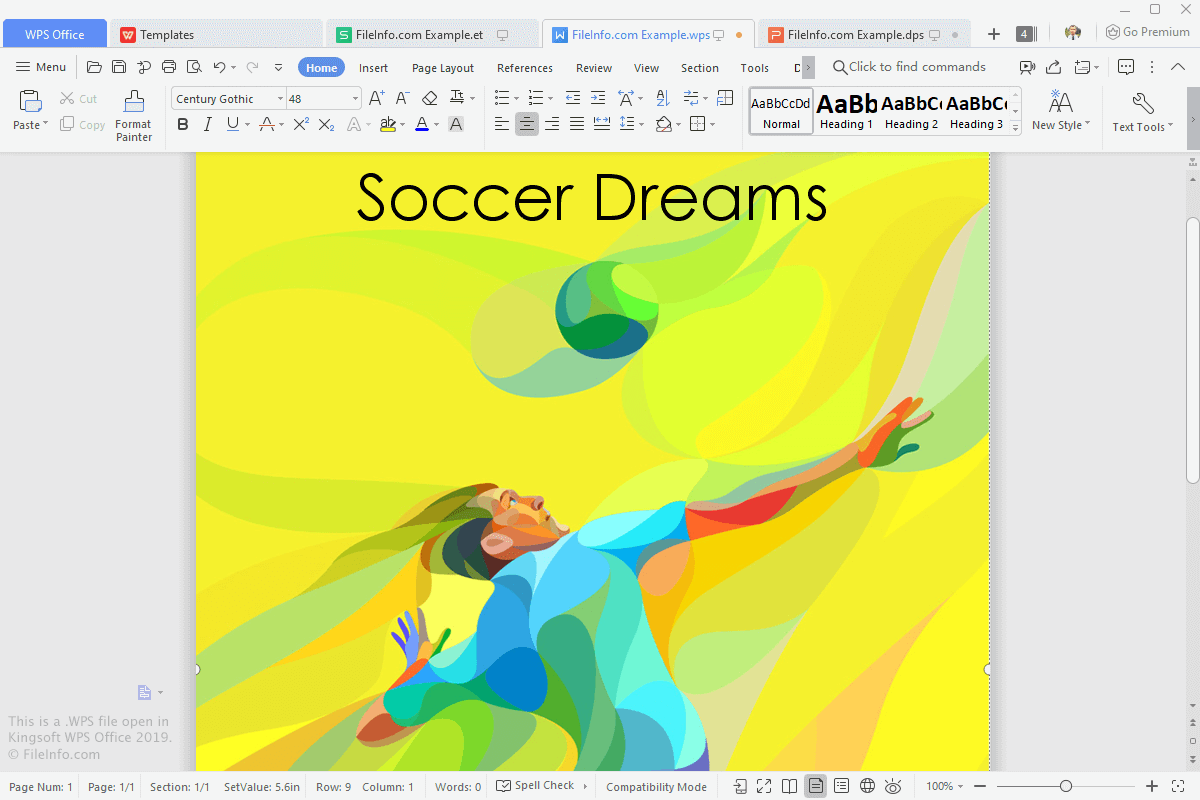 WPS Office
Templates
FileInfo.com Example.et
FileInfo.com Example.wps
FileInfo.com Example.dps
4
Go Premium
Menu
Home
Insert
Page Layout
References
Review
View
Section
Tools
Click to find commands
Paste
Cut
Copy
Format
Painter
Century Gothic
48
AaBbCcDd
Normal
AaBb
Heading 1
AaBbC
Heading 2
AaBbC
Heading 3
New Style
Text Tools
Soccer Dreams
This is a .WPS file open in
Kingsoft WPS Office 2019.
© FileInfo.com
Page Num: 1
Page: 1/1
Section: 1/1
SetValue: 5.6in
Row: 9
Column: 1
Words: 0
Spell Check
Compatibility Mode
100%